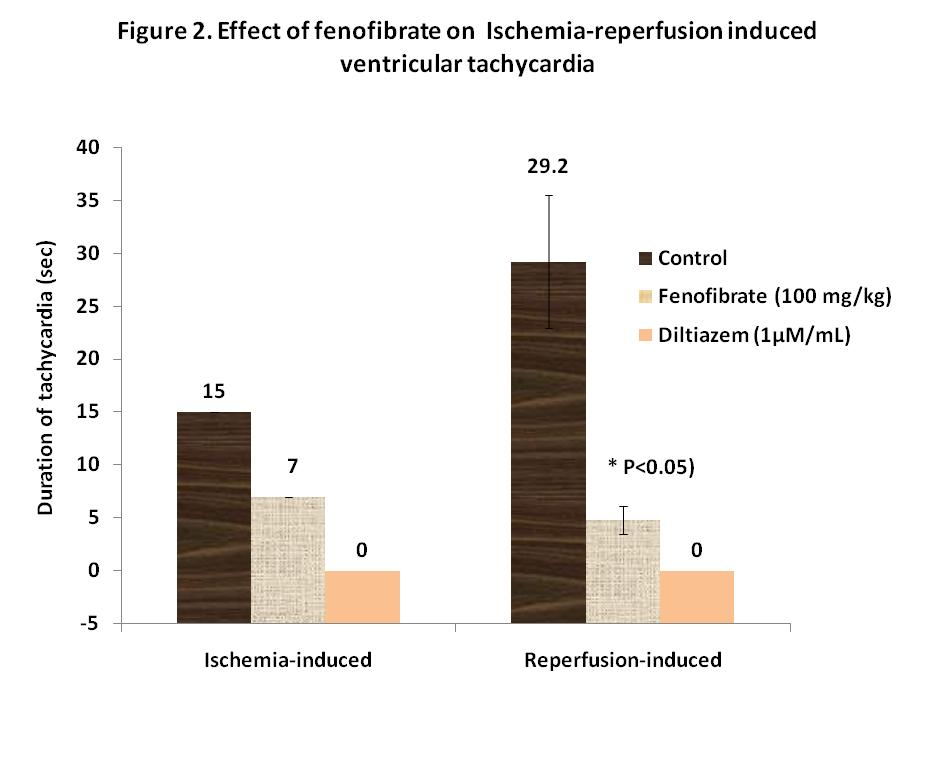 Figure 2. Effect of fenofibrate on Ischemia-reperfusion induced
ventricular tachycardia
Duration of tachycardia (sec)
40
35
30
25
20
15
10
5
0
-5
15
7
0
29.2
* P<0.05)
0
Ischemia-induced
Reperfusion-induced
Control
Fenofibrate (100 mg/kg)
Diltiazem (1µM/mL)